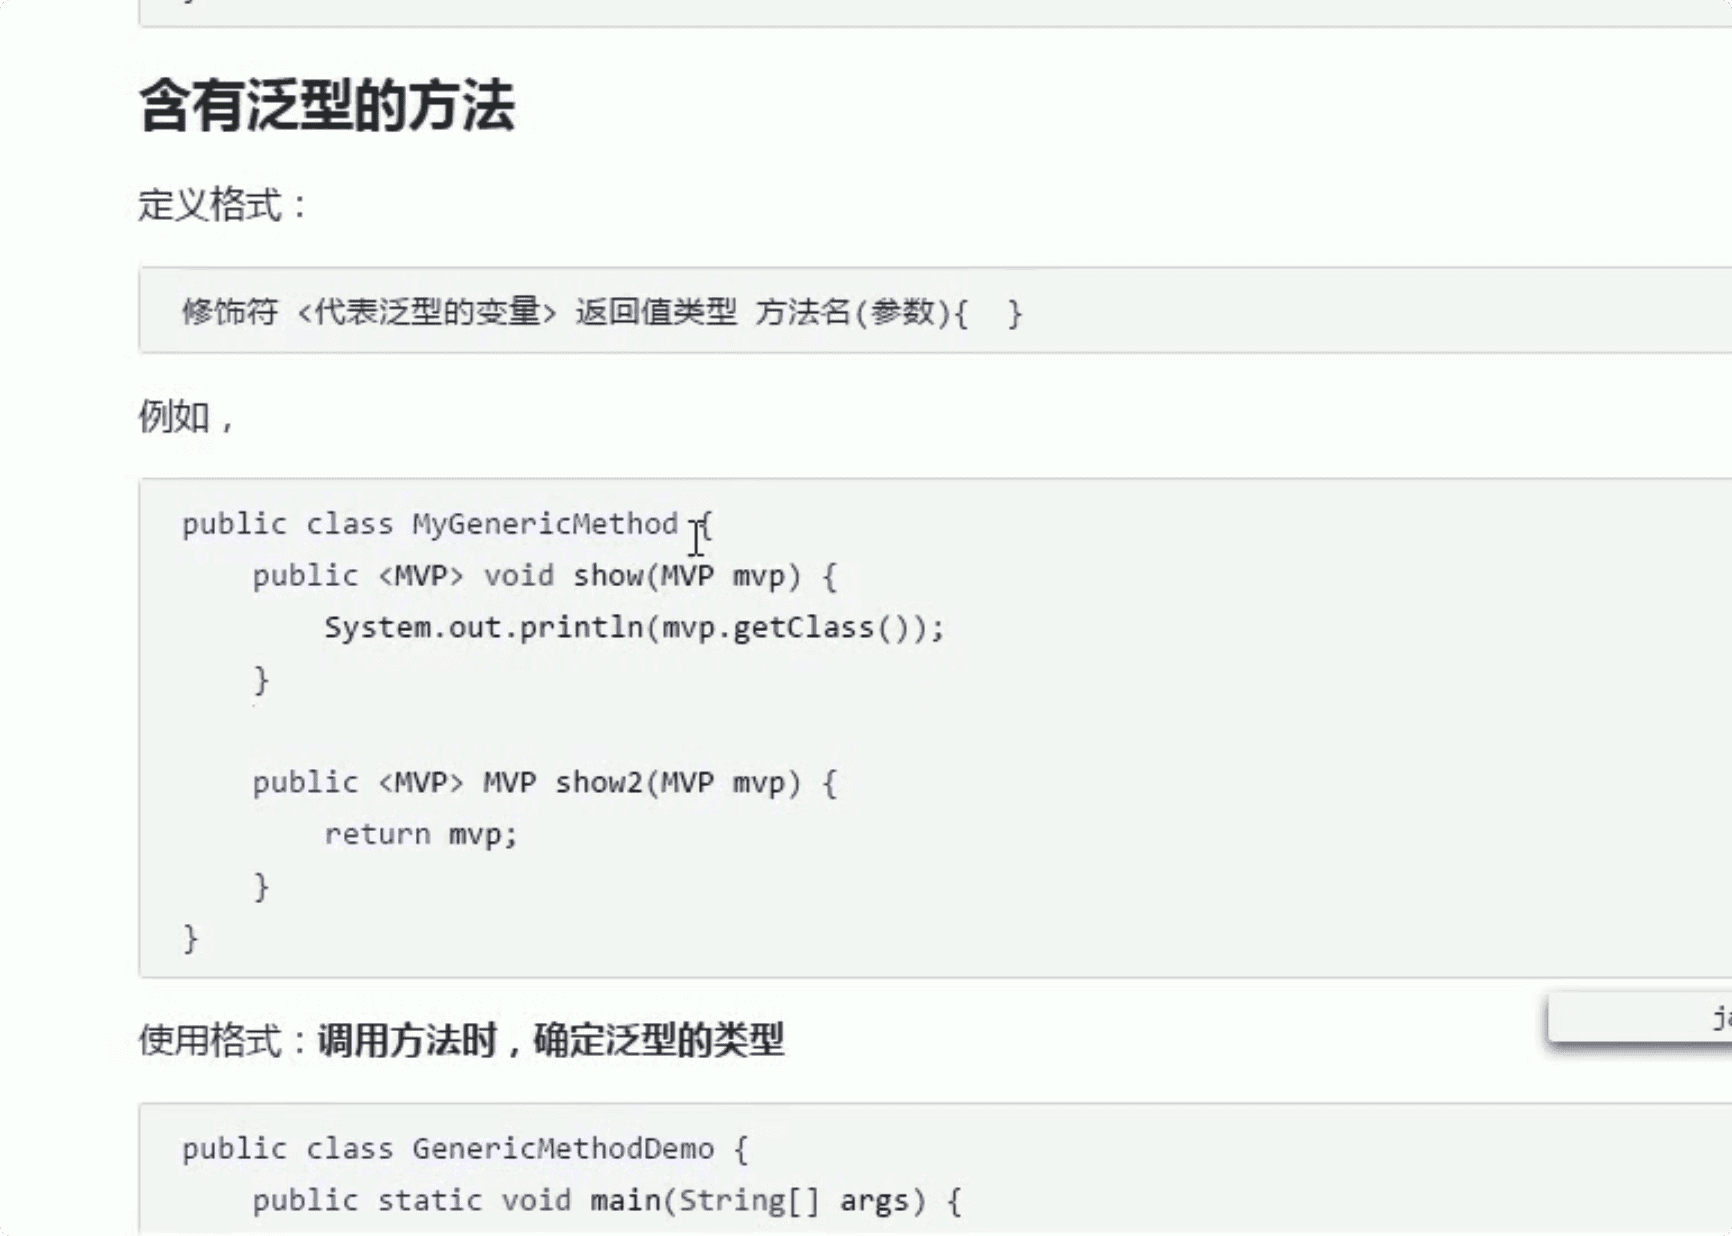 含有泛型的方法
定义格式：
修饰符 <代表泛型的变量> 返回值类型 方法名(参数){  }
例如，
public class MyGenericMethod {
    public <MVP> void show(MVP mvp) {
        System.out.println(mvp.getClass());
    }
    public <MVP> MVP show2(MVP mvp) {
        return mvp;
    }
}
使用格式：调用方法时，确定泛型的类型
public class GenericMethodDemo {
    public static void main(String[] args) {